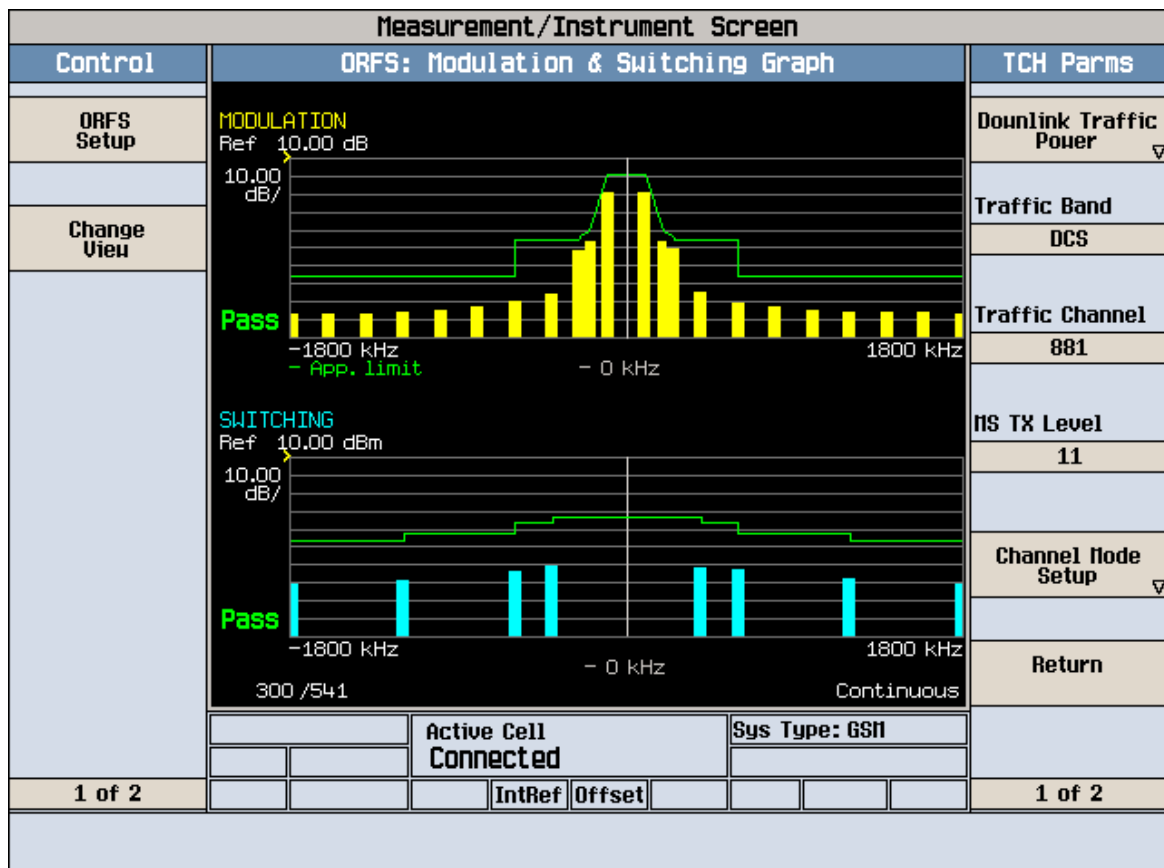 Measurement/Instrument Screen
Control
ORFS: Modulation & Switching Graph
TCH Parms
ORFS
Setup
Change
View
1 of 2
MODULATION
Ref 10.00 dB
10.00
dB/
Pass
-1800 kHz
1800 kHz
- App. limit
- 0 kHz
SWITCHING
Ref 10.00 dBm
10.00
dB/
Pass
-1800 kHz
1800 kHz
- 0 kHz
300 /541
Continuous
Active Cell
Connected
Sys Type: GSM
IntRef
Offset
Downlink Traffic
Power
Traffic Band
DCS
Traffic Channel
881
MS TX Level
11
Channel Mode
Setup
Return
1 of 2